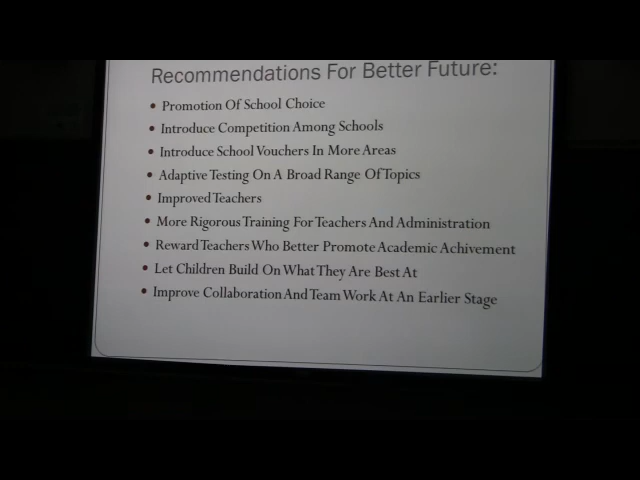 Recommendations For Better Future:
• Promotion Of School Choice
• Introduce Competition Among Schools
• Introduce School Vouchers In More Areas
• Adaptive Testing On A Broad Range Of Topics
• Improved Teachers
• More Rigorous Training For Teachers And Administration
• Reward Teachers Who Better Promote Academic Achivement
• Let Children Build On What They Are Best At
• Improve Collaboration And Team Work At An Earlier Stage